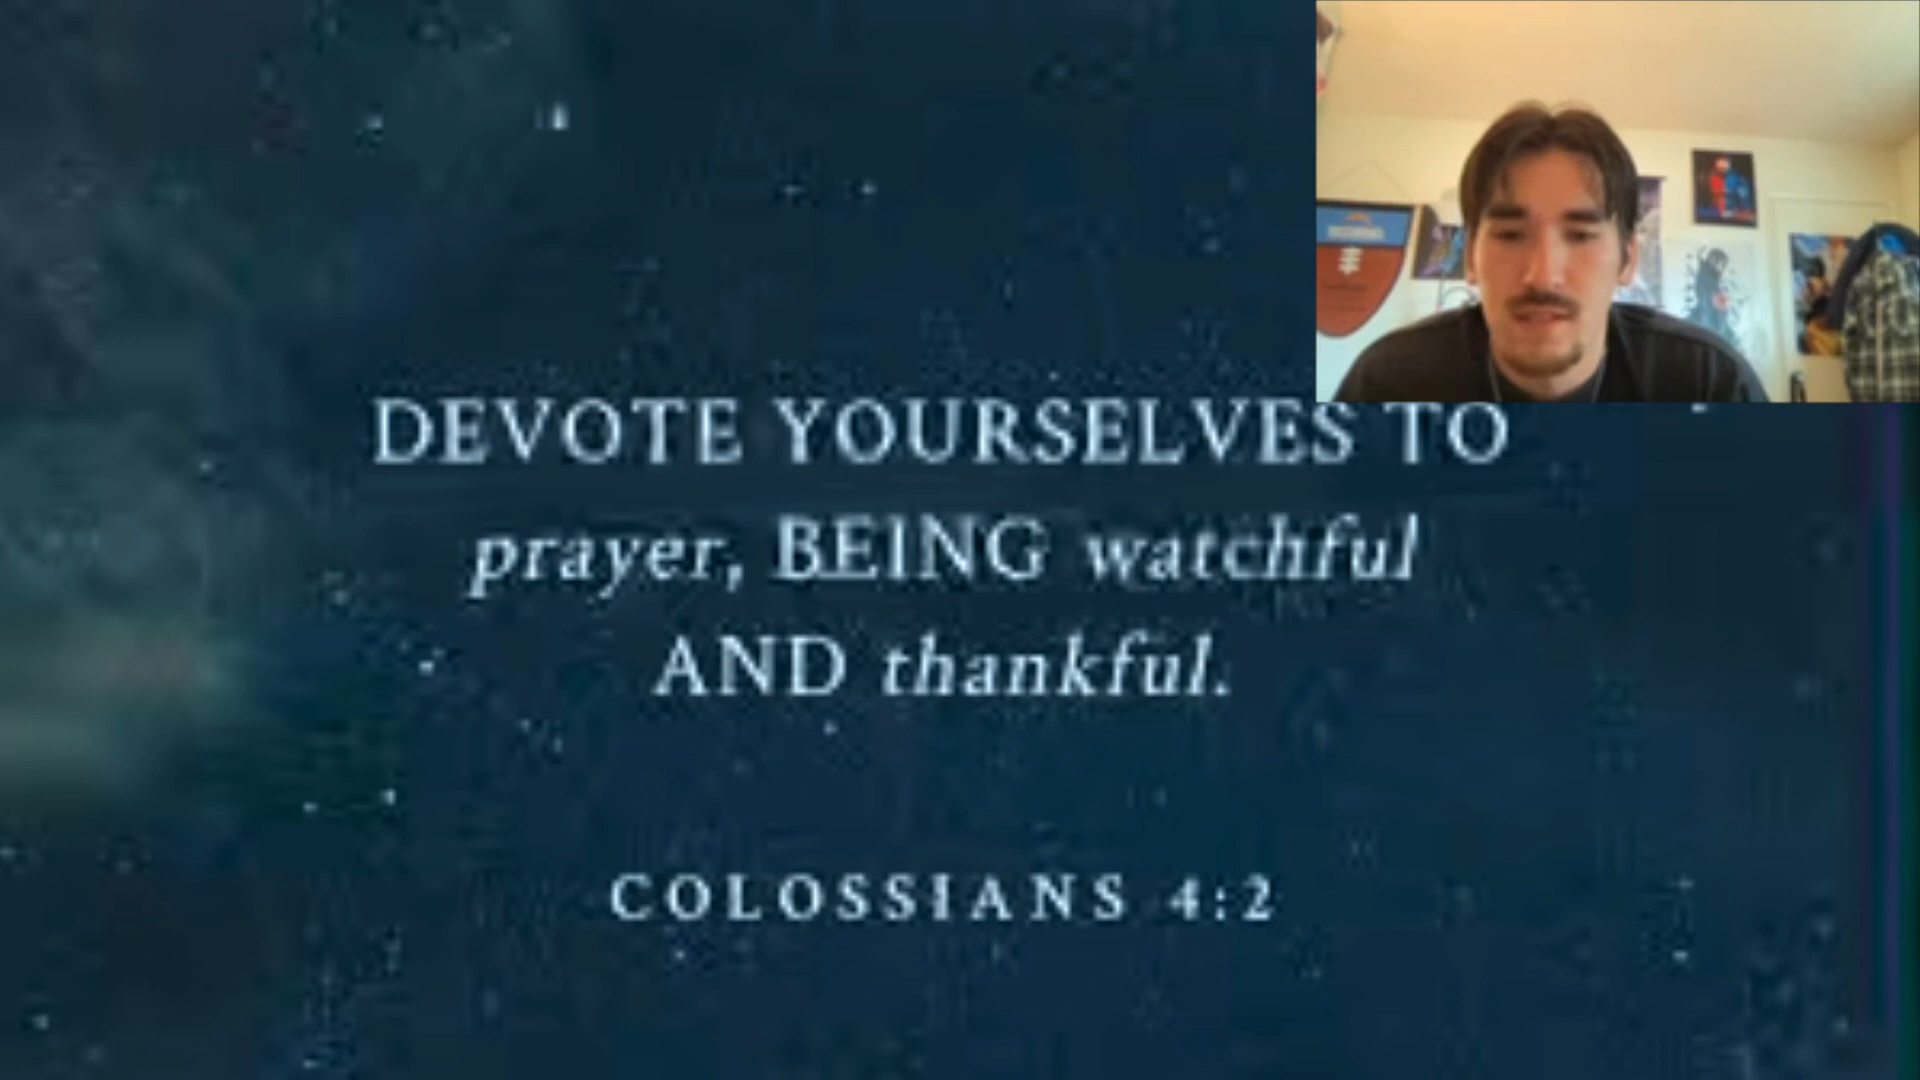 DEVOTE YOURSELVES TO
prayer, BEING watchful
AND thankful.
COLOSSIANS 4:2